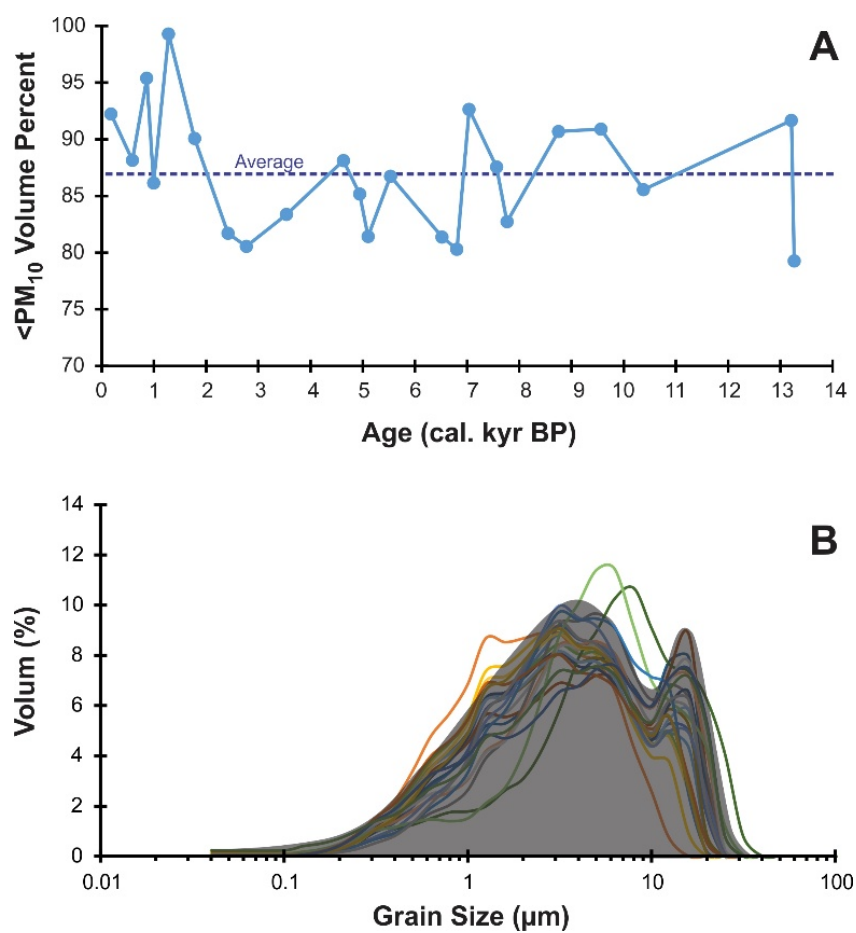 A
100
95
90
85
80
75
70
<PM₁₀ Volume Percent
Average
0 1 2 3 4 5 6 7 8 9 10 11 12 13 14
Age (cal. kyr BP)
B
14
12
10
8
6
4
2
0
Volum (%)
0.01 0.1 1 10 100
Grain Size (µm)